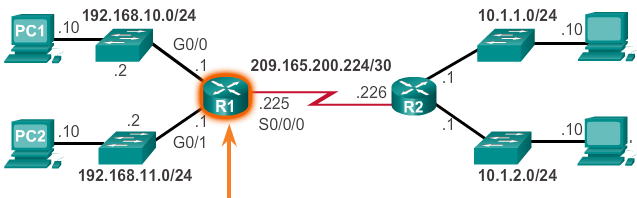 192.168.10.0/24
PC1
.10
G0/0
.2
.1
209.165.200.224/30
10.1.1.0/24
.10
.1
R1
.225
.226
R2
S0/0/0
PC2
.10
.2
.1
G0/1
192.168.11.0/24
.1
.10
10.1.2.0/24